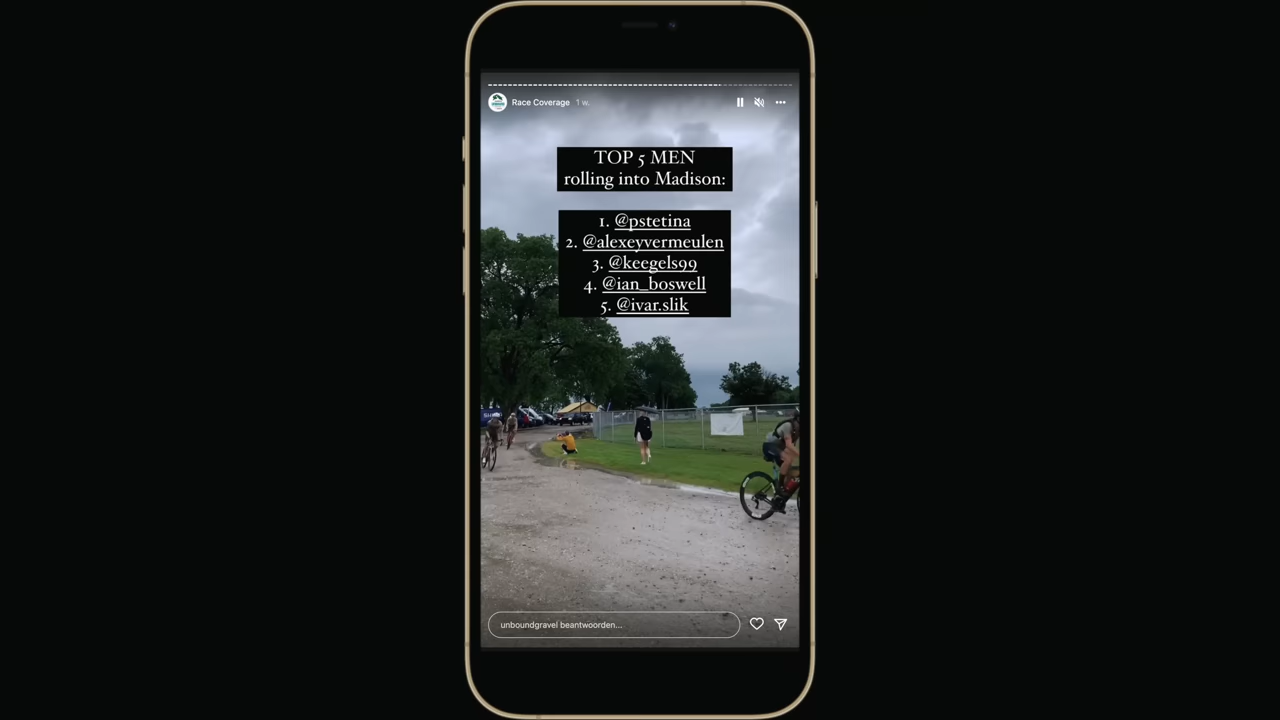 Race Coverage 1 w.
TOP 5 MEN
rolling into Madison:
1. @pstetina
2. @alexeyvermeulen
3. @keegels99
4. @ian_boswell
5. @ivar.slik
unboundgravel beantwoorden...